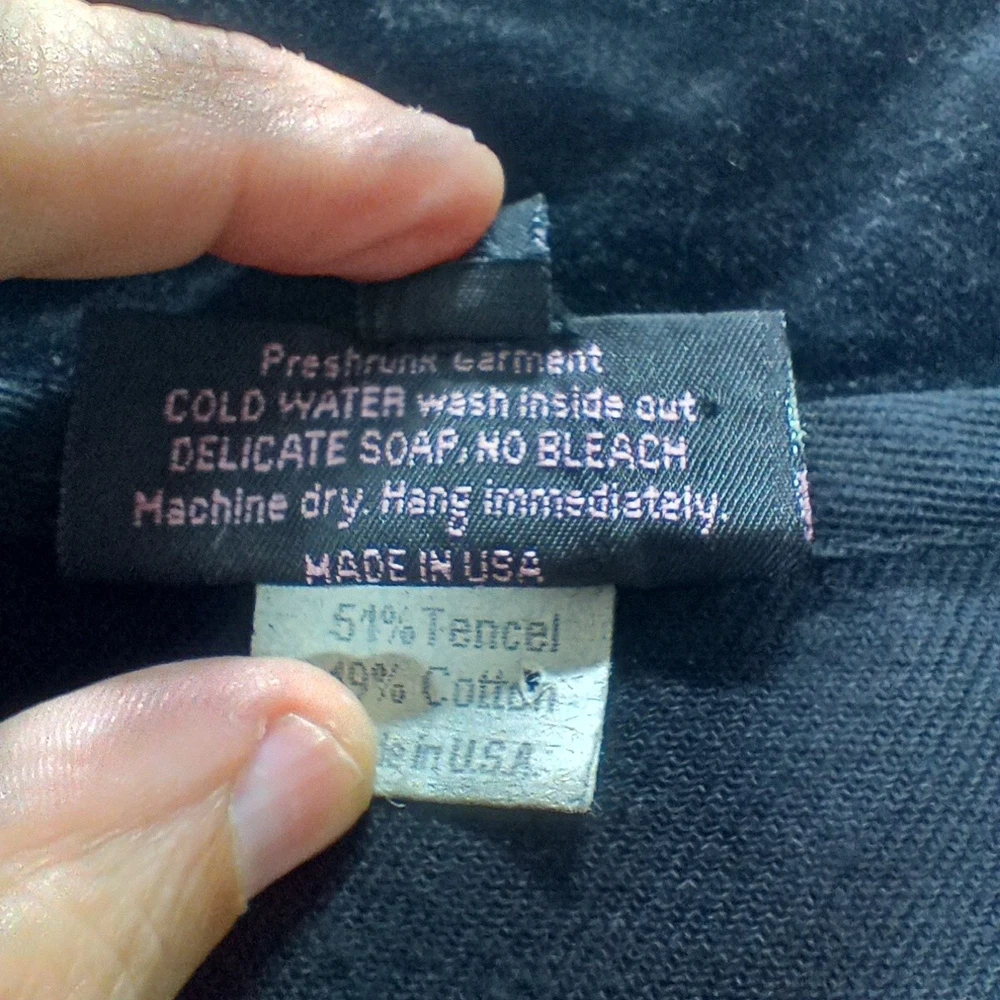 Preshrunk Garment
COLD WATER wash inside out
DELICATE SOAP, NO BLEACH
Machine dry. Hang immediately.
MADE IN USA
51% Tencel
49% Cotton
in USA